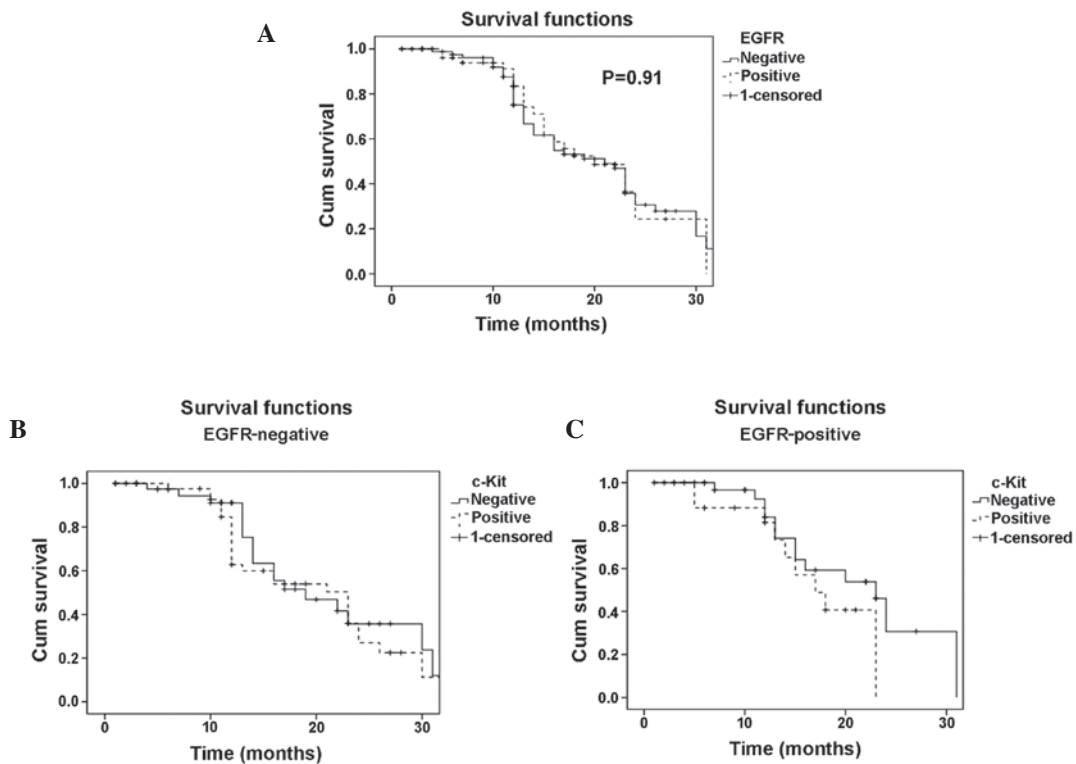 A
Survival functions
EGFR
Negative
Positive
1-censored
P=0.91
1.0
0.8
0.6
0.4
0.2
0.0
Cum survival
0 10 20 30
Time (months)
B
Survival functions
EGFR-negative
c-Kit
Negative
Positive
1-censored
1.0
0.8
0.6
0.4
0.2
0.0
Cum survival
0 10 20 30
Time (months)
C
Survival functions
EGFR-positive
c-Kit
Negative
Positive
1-censored
1.0
0.8
0.6
0.4
0.2
0.0
Cum survival
0 10 20 30
Time (months)